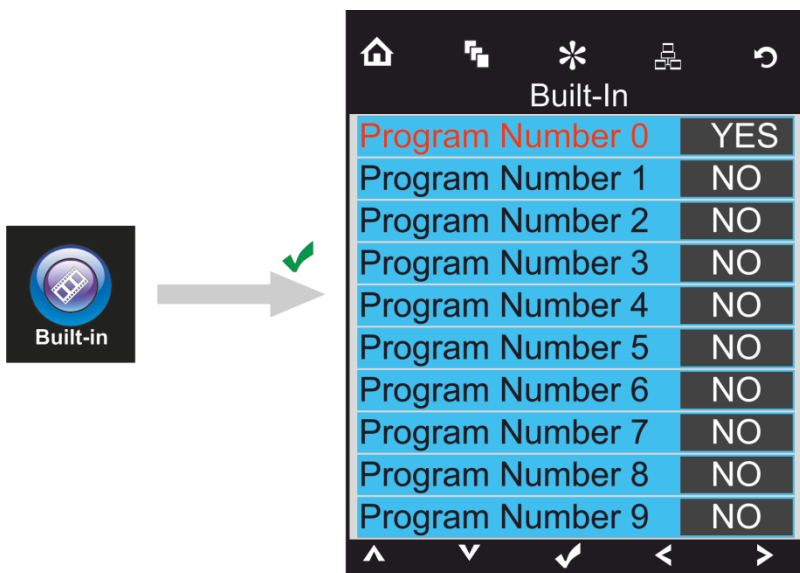 Built-in
Built-In
Program Number 0 YES
Program Number 1 NO
Program Number 2 NO
Program Number 3 NO
Program Number 4 NO
Program Number 5 NO
Program Number 6 NO
Program Number 7 NO
Program Number 8 NO
Program Number 9 NO